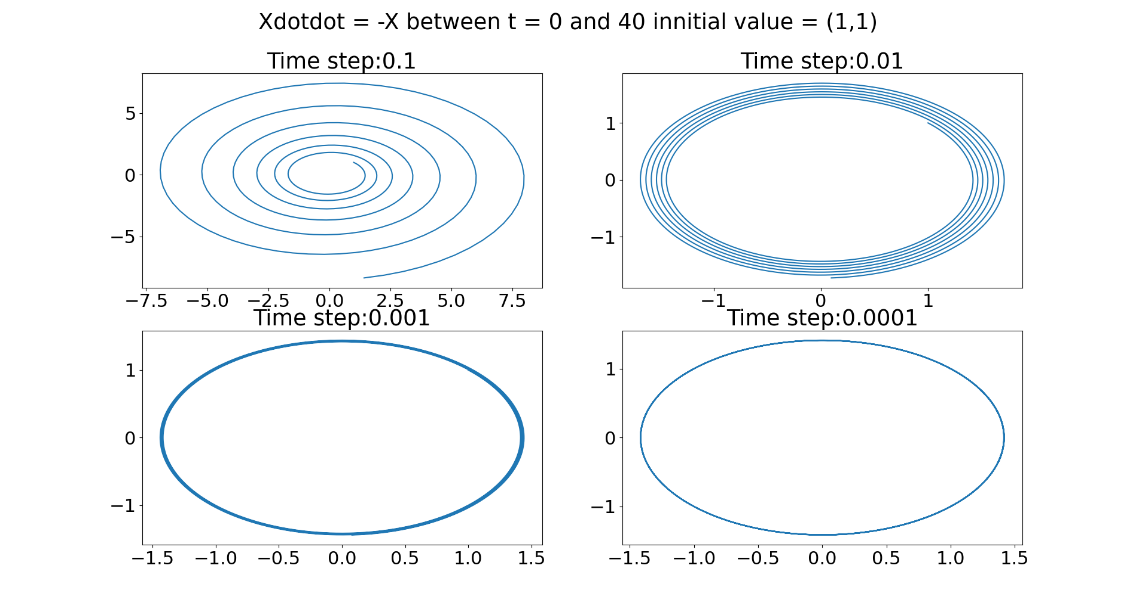 Xdotdot = -X between t = 0 and 40 innitial value = (1,1)
Time step:0.1
5
0
−5
−7.5 −5.0 −2.5 0.0 2.5 5.0 7.5
Time step:0.01
1
0
−1
−1 0 1
Time step:0.001
1
0
−1
−1.5 −1.0 −0.5 0.0 0.5 1.0 1.5
Time step:0.0001
1
0
−1
−1.5 −1.0 −0.5 0.0 0.5 1.0 1.5